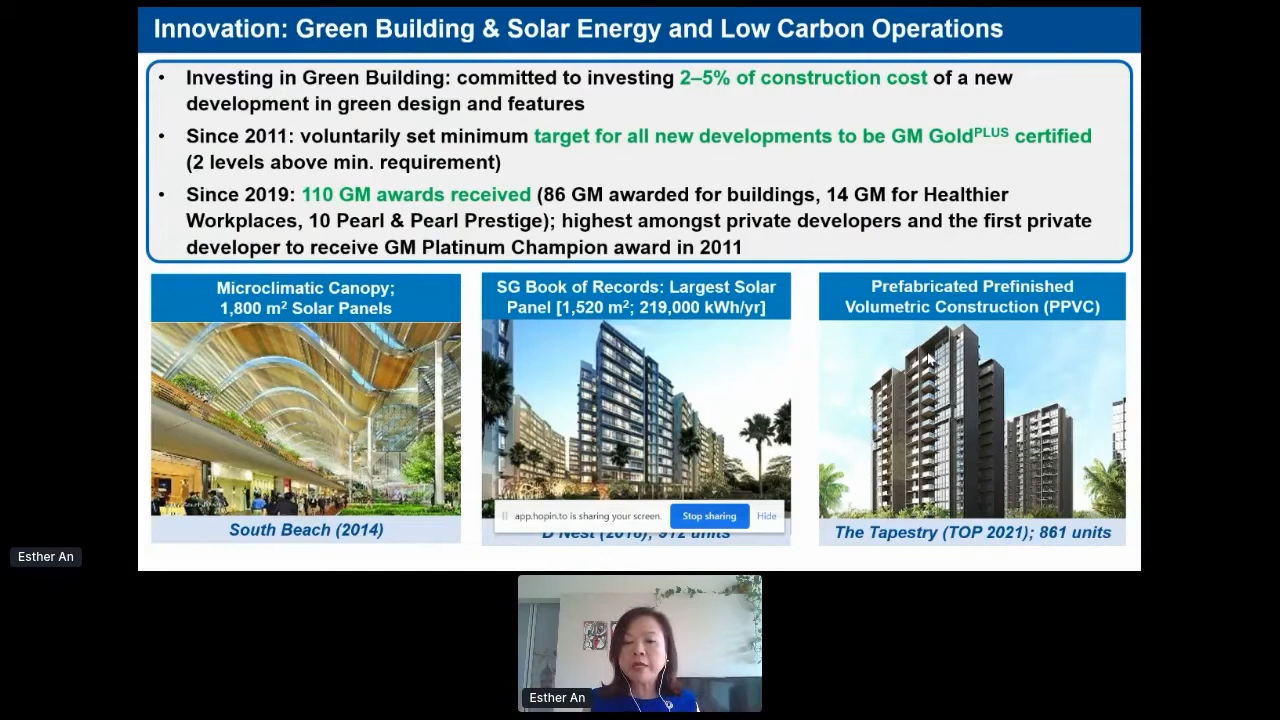 Innovation: Green Building & Solar Energy and Low Carbon Operations
• Investing in Green Building: committed to investing 2–5% of construction cost of a new
development in green design and features
• Since 2011: voluntarily set minimum target for all new developments to be GM GoldPLUS certified
(2 levels above min. requirement)
• Since 2019: 110 GM awards received (86 GM awarded for buildings, 14 GM for Healthier
Workplaces, 10 Pearl & Pearl Prestige); highest amongst private developers and the first private
developer to receive GM Platinum Champion award in 2011
Microclimatic Canopy;
1,800 m² Solar Panels
South Beach (2014)
SG Book of Records: Largest Solar
Panel [1,520 m²; 219,000 kWh/yr]
app.hopin.to is sharing your screen. Stop sharing Hide
units
Prefabricated Prefinished
Volumetric Construction (PPVC)
The Tapestry (TOP 2021); 861 units
Esther An
Esther An